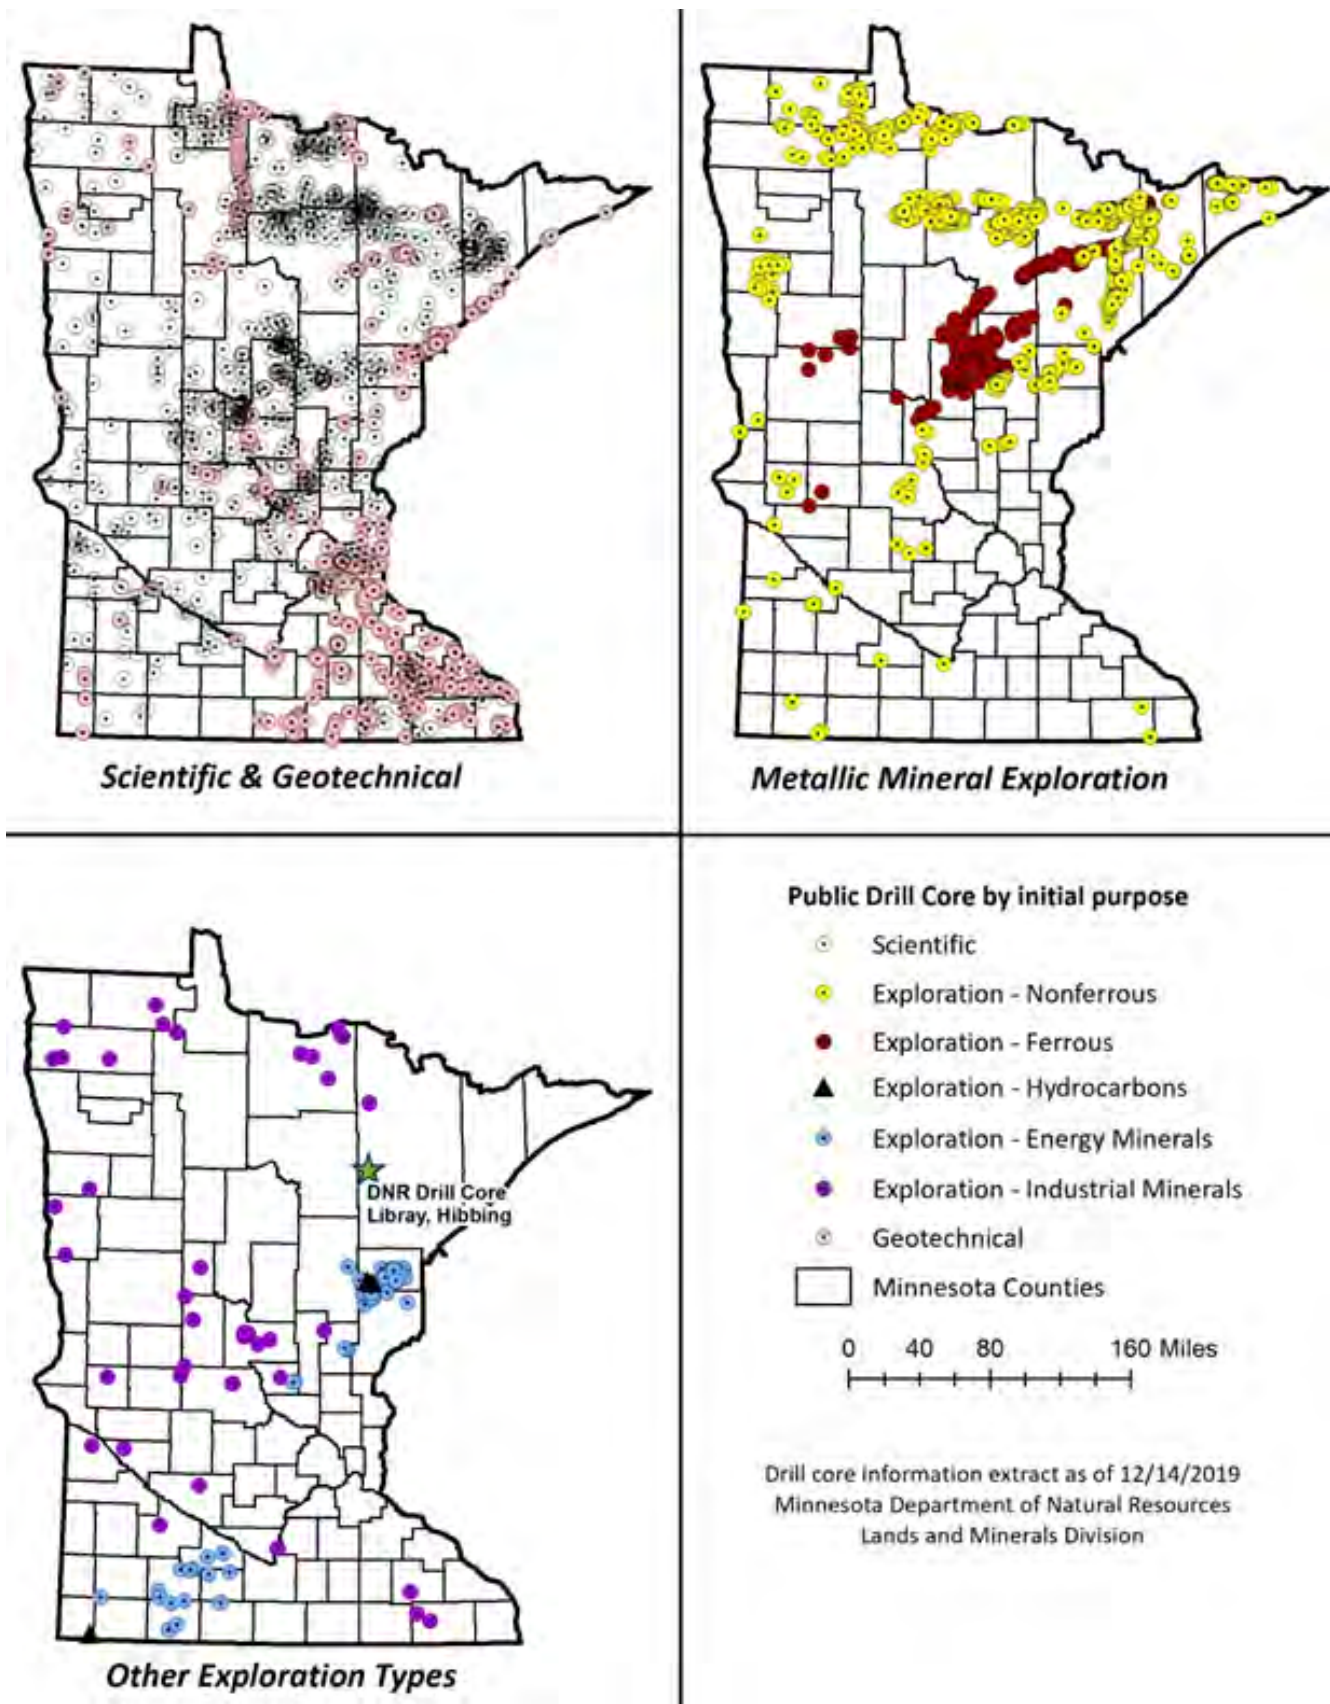 Scientific & Geotechnical
Metallic Mineral Exploration
DNR Drill Core
Libray, Hibbing
Other Exploration Types
Public Drill Core by initial purpose
Scientific
Exploration - Nonferrous
Exploration - Ferrous
Exploration - Hydrocarbons
Exploration - Energy Minerals
Exploration - Industrial Minerals
Geotechnical
Minnesota Counties
0 40 80 160 Miles
Drill core information extract as of 12/14/2019
Minnesota Department of Natural Resources
Lands and Minerals Division